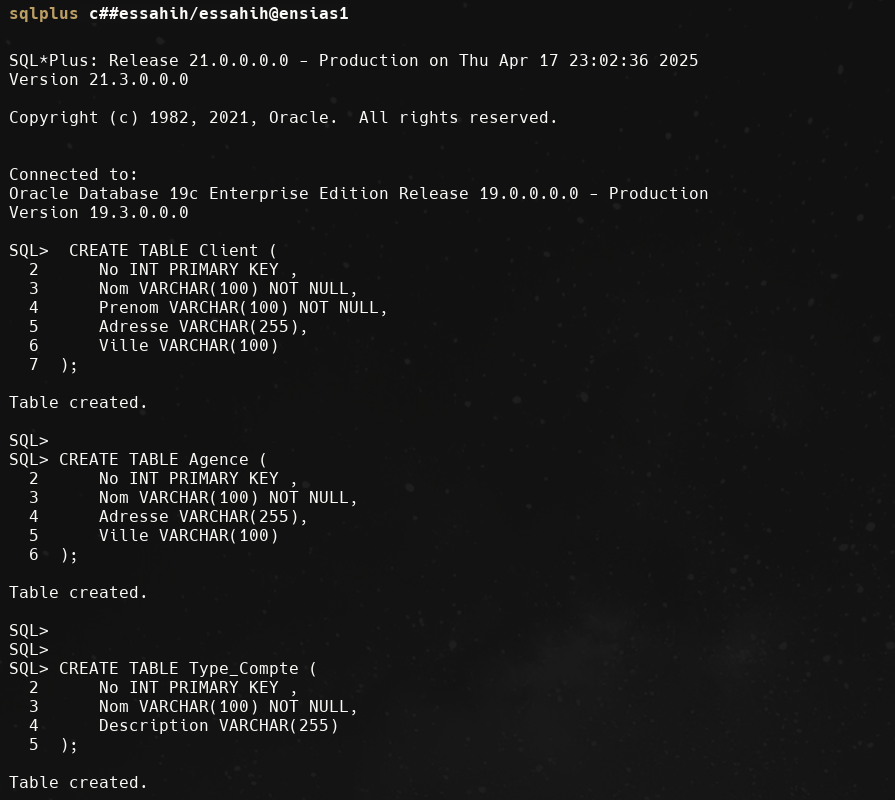 sqlplus c##essahih/essahih@ensias1
SQL*Plus: Release 21.0.0.0.0 - Production on Thu Apr 17 23:02:36 2025
Version 21.3.0.0.0
Copyright (c) 1982, 2021, Oracle.  All rights reserved.
Connected to:
Oracle Database 19c Enterprise Edition Release 19.0.0.0.0 - Production
Version 19.3.0.0.0
SQL>  CREATE TABLE Client (
  2      No INT PRIMARY KEY ,
  3      Nom VARCHAR(100) NOT NULL,
  4      Prenom VARCHAR(100) NOT NULL,
  5      Adresse VARCHAR(255),
  6      Ville VARCHAR(100)
  7  );
Table created.
SQL>
SQL> CREATE TABLE Agence (
  2      No INT PRIMARY KEY ,
  3      Nom VARCHAR(100) NOT NULL,
  4      Adresse VARCHAR(255),
  5      Ville VARCHAR(100)
  6  );
Table created.
SQL>
SQL>
SQL> CREATE TABLE Type_Compte (
  2      No INT PRIMARY KEY ,
  3      Nom VARCHAR(100) NOT NULL,
  4      Description VARCHAR(255)
  5  );
Table created.